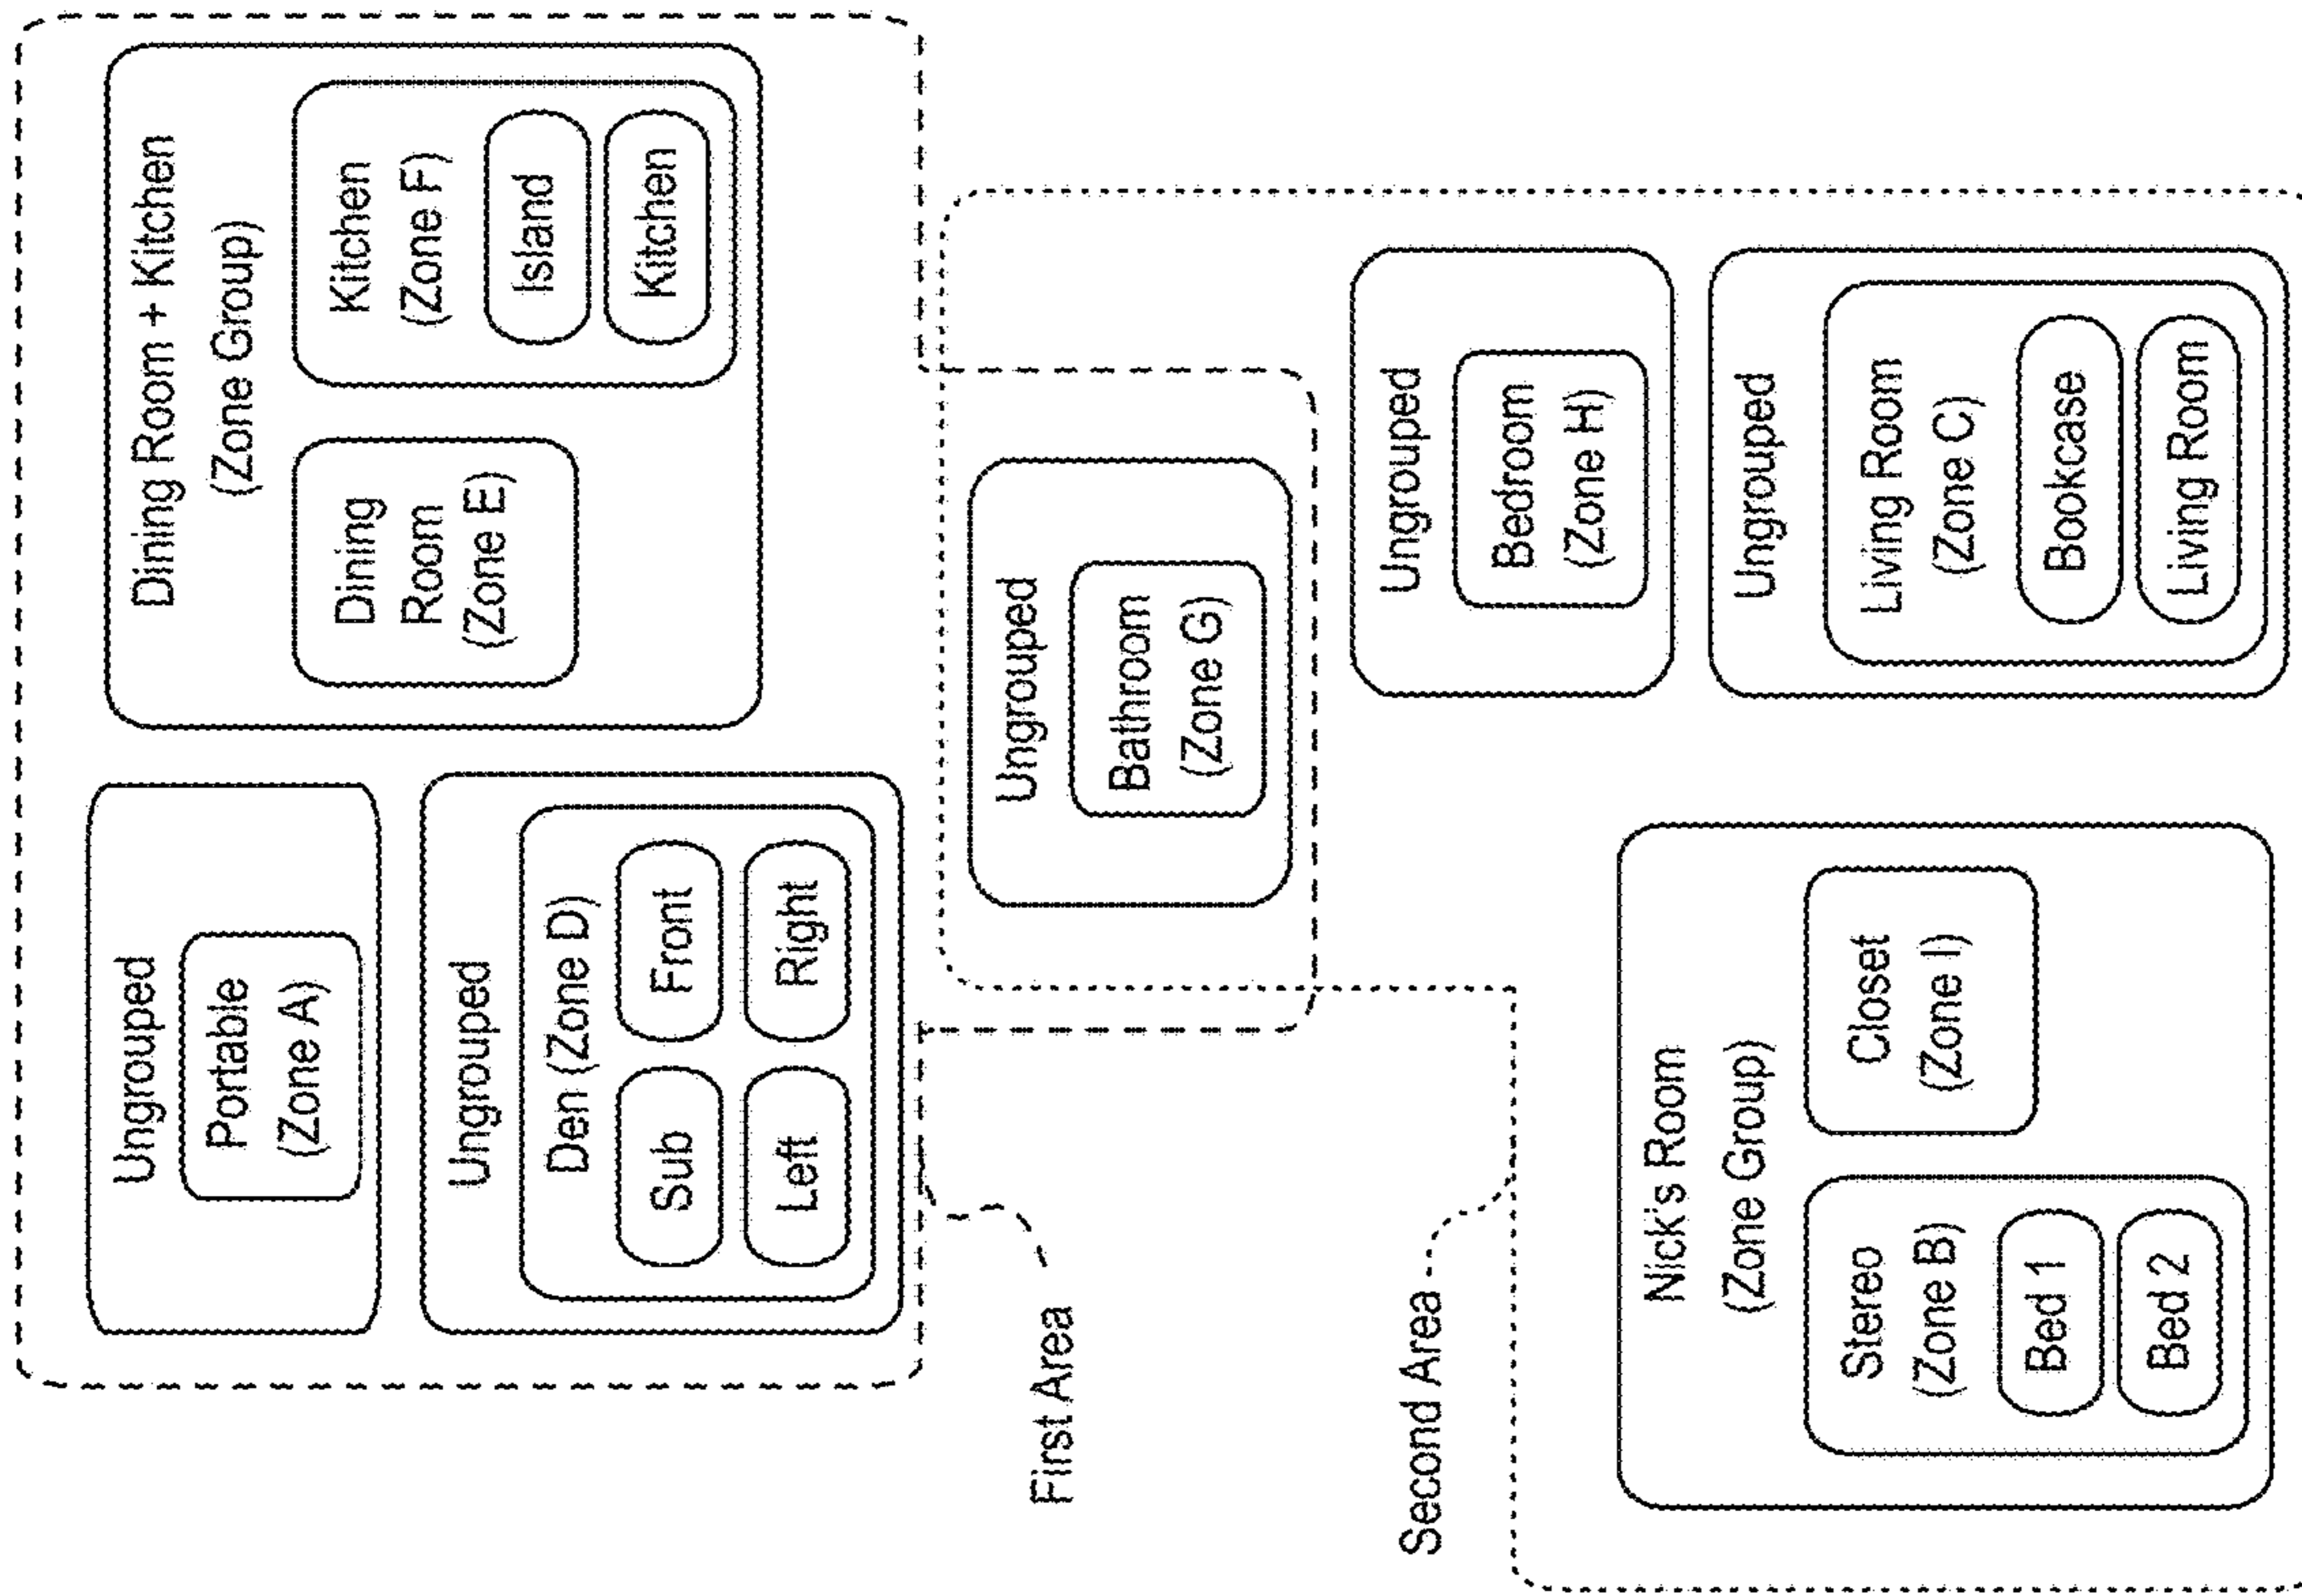 Ungrouped
Portable
(Zone A)
Ungrouped
Den (Zone D)
Sub
Front
Left
Right
Dining Room + Kitchen
(Zone Group)
Dining
Room
(Zone E)
Kitchen
(Zone F)
Island
Kitchen
First Area
Ungrouped
Bathroom
(Zone G)
Second Area
Ungrouped
Bedroom
(Zone H)
Nick's Room
(Zone Group)
Stereo
(Zone B)
Bed 1
Bed 2
Closet
(Zone I)
Ungrouped
Living Room
(Zone C)
Bookcase
Living Room